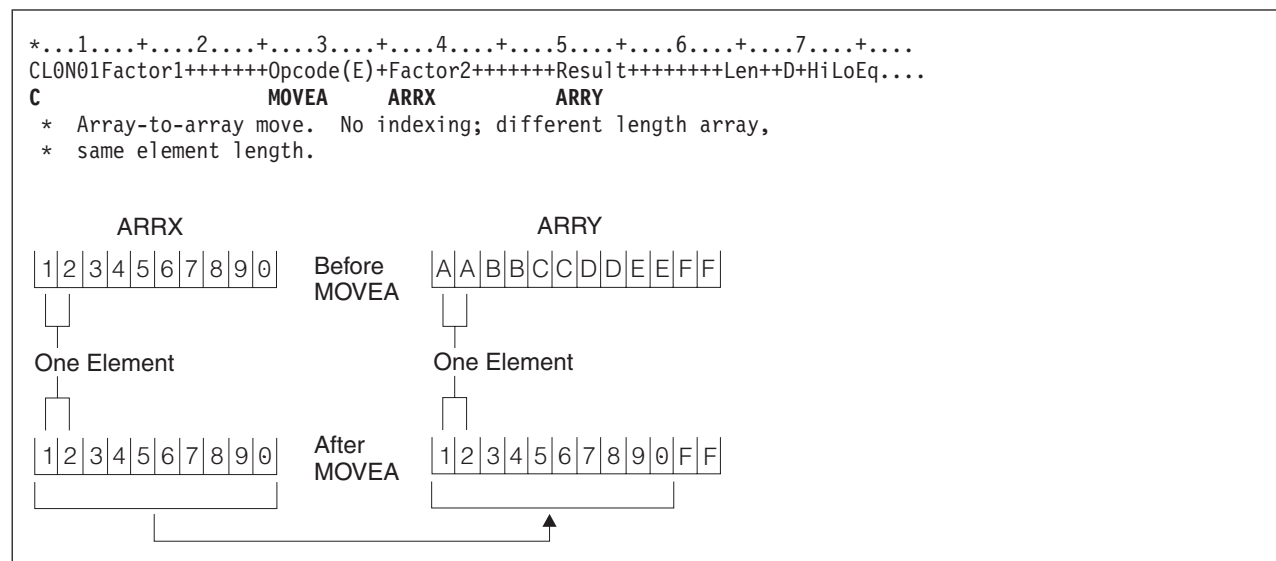 *...1....+....2....+....3....+....4....+....5....+....6....+....7....+....
CL0N01Factor1+++++++Opcode(E)+Factor2+++++++Result++++++++Len++D+HiLoEq....
C                   MOVEA     ARRX          ARRY
 *  Array-to-array move.  No indexing; different length array,
 *  same element length.
ARRX ARRY
1 2 3 4 5 6 7 8 9 0 Before A A B B C C D D E E F F
MOVEA
One Element One Element
1 2 3 4 5 6 7 8 9 0 After 1 2 3 4 5 6 7 8 9 0 F F
MOVEA